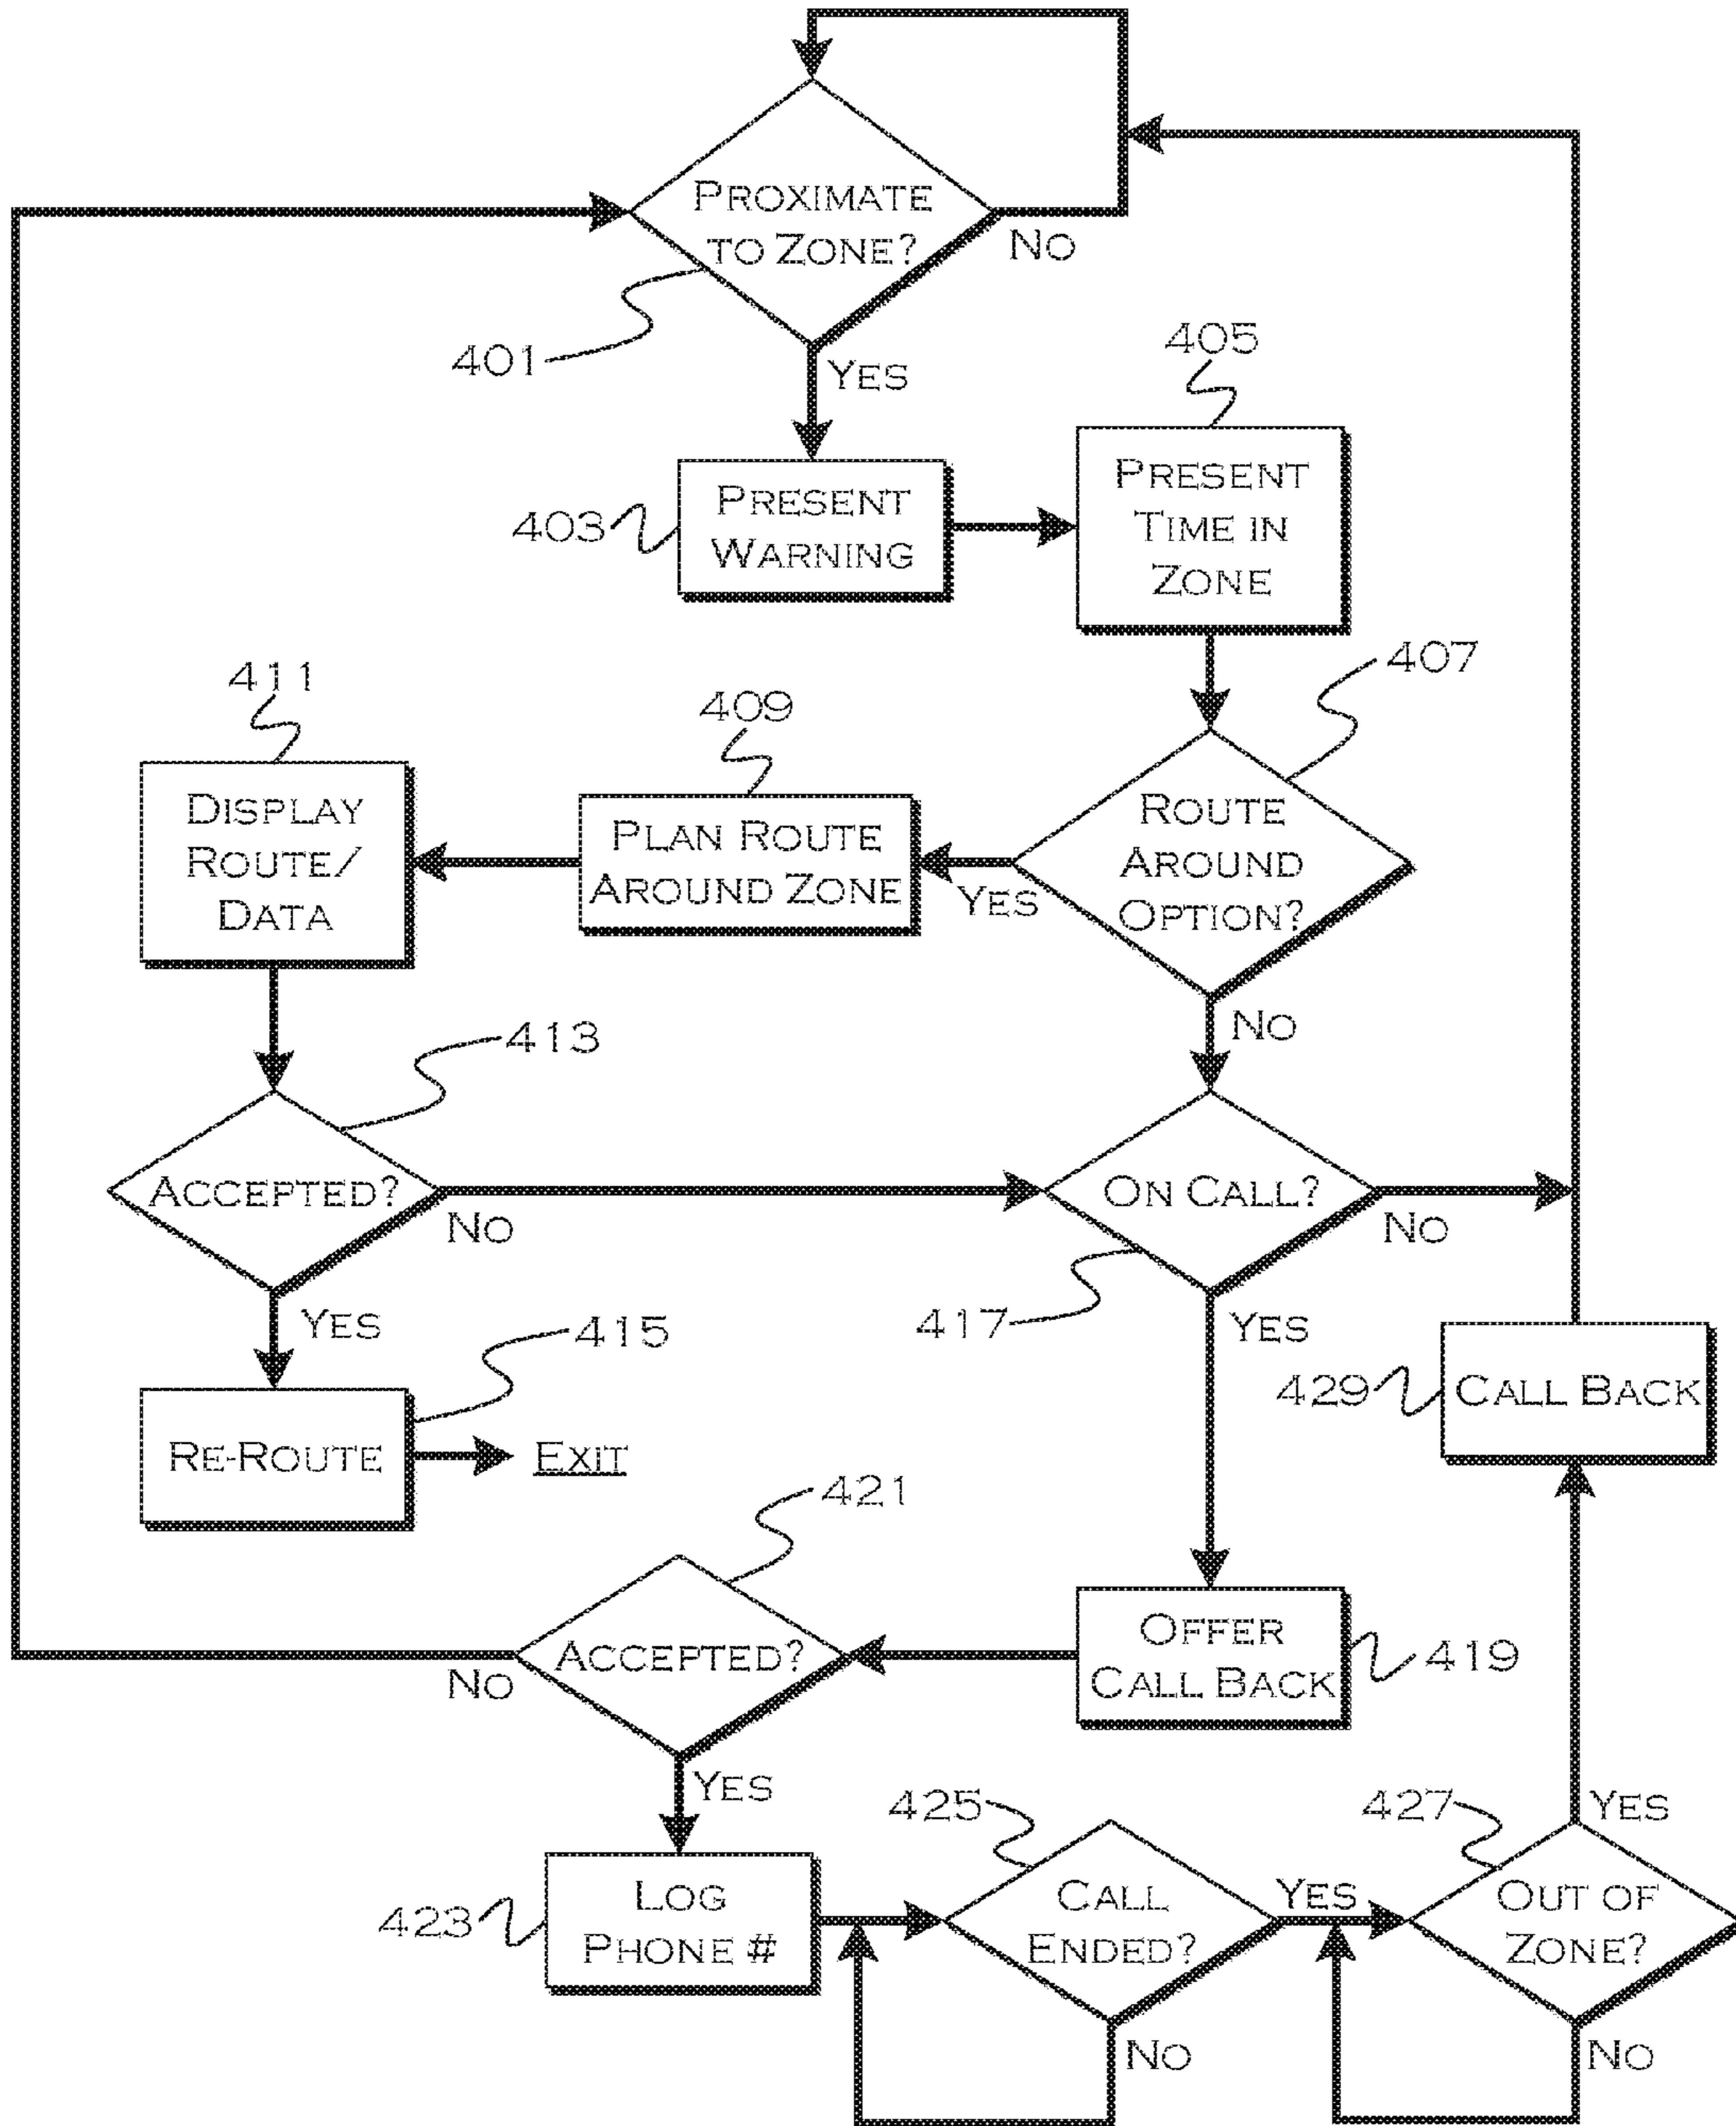 PROXIMATE
TO ZONE?
NO
401
YES
405
PRESENT
WARNING
403
PRESENT
TIME IN
ZONE
407
411
409
DISPLAY
ROUTE/
DATA
PLAN ROUTE
AROUND ZONE
YES
ROUTE
AROUND
OPTION?
NO
413
ACCEPTED?
NO
ON CALL?
NO
YES
417
YES
415
429
CALL BACK
RE-ROUTE
EXIT
421
ACCEPTED?
NO
OFFER
CALL BACK
419
YES
425
427
YES
LOG
PHONE #
423
CALL
ENDED?
YES
OUT OF
ZONE?
NO
NO